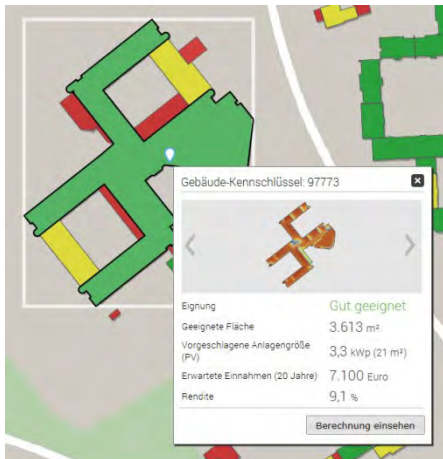 Gebäude-Kennschlüssel: 97773
Eignung Gut geeignet
Geeignete Fläche 3.613 m²
Vorgeschlagene Anlagengröße
(PV) 3,3 kWp (21 m²)
Erwartete Einnahmen (20 Jahre) 7.100 Euro
Rendite 9,1 %
Berechnung einsehen